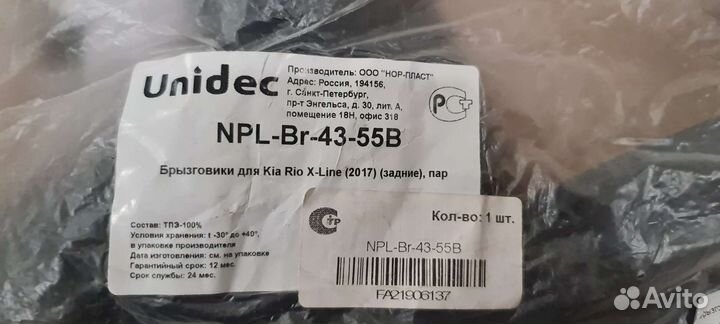 Unidec
Производитель: ООО "НОР-ПЛАСТ"
Адрес: Россия, 194156,
г. Санкт-Петербург,
пр-т Энгельса, д. 30, лит. А,
помещение 18Н, офис 318
РСТ
NPL-Br-43-55B
Брызговики для Kia Rio X-Line (2017) (задние), пар
Состав: ТПЭ-100%
Условия хранения: t -30° до +40°,
в упаковке производителя
Дата изготовления: см. на упаковке
Гарантийный срок: 12 мес.
Срок службы: 24 мес.
Стр
Кол-во: 1 шт.
NPL-Br-43-55B
FA21906137
Avito